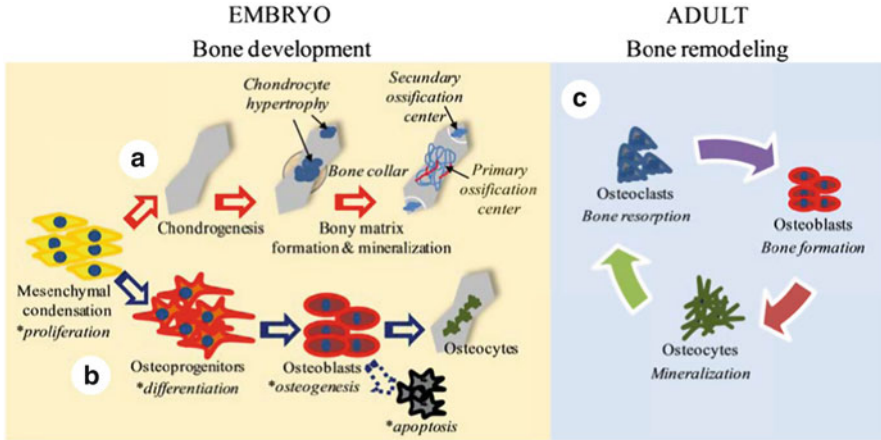 EMBRYO
Bone development
ADULT
Bone remodeling
a
Chondrocyte
hypertrophy
Secundary
ossification
center
Bone collar
Primary
ossification
center
Chondrogenesis
Bony matrix
formation & mineralization
Mesenchymal
condensation
*proliferation
b
Osteoprogenitors
*differentiation
Osteoblasts
*osteogenesis
Osteocytes
*apoptosis
c
Osteoclasts
Bone resorption
Osteoblasts
Bone formation
Osteocytes
Mineralization